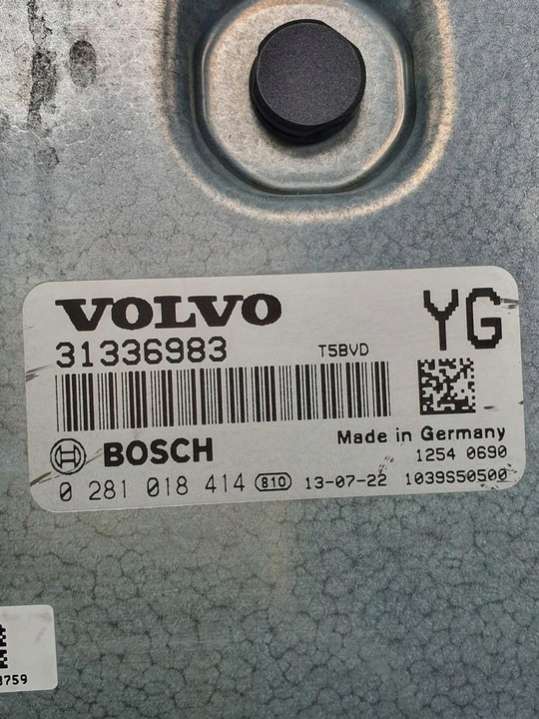 VOLVO
YG
31336983
T5BVD
BOSCH
Made in Germany
1254 0690
0 281 018 414 810 13-07-22 1039S50500